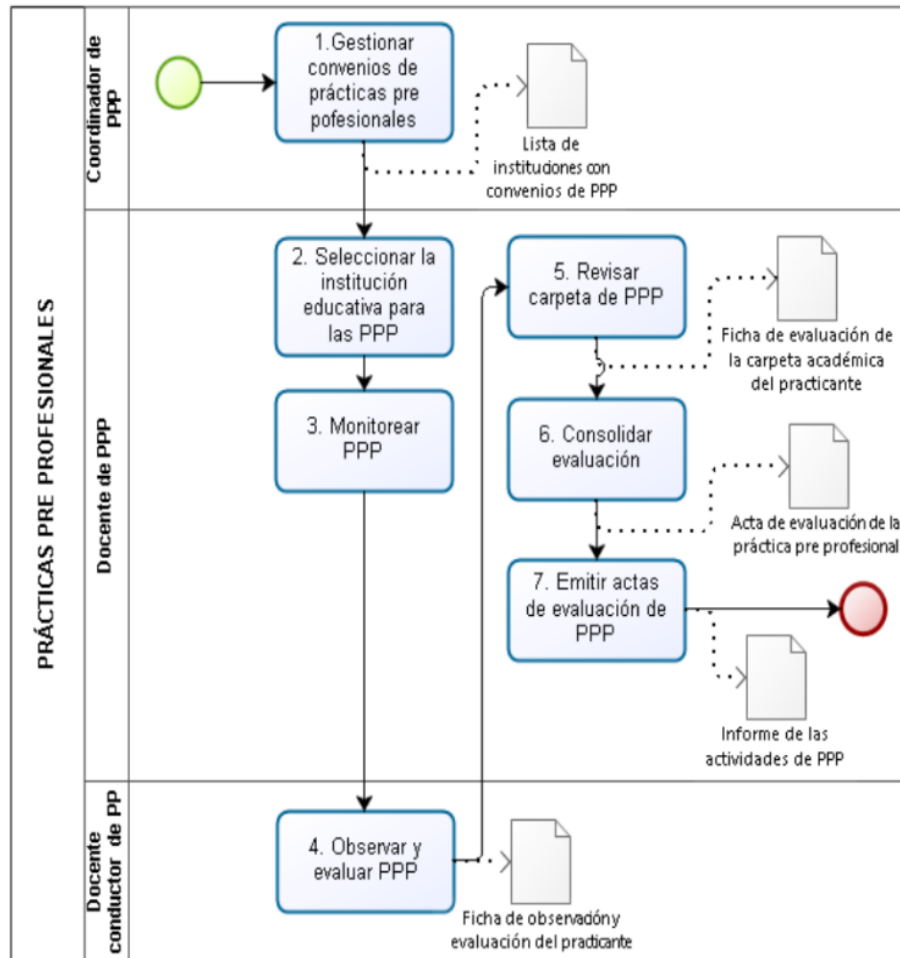 PRÁCTICAS PRE PROFESIONALES
Coordinador de
PPP
1.Gestionar
convenios de
prácticas pre
pofesionales
Lista de
instituciones con
convenios de PPP
Docente de PPP
2. Seleccionar la
institución
educativa para
las PPP
3. Monitorear
PPP
5. Revisar
carpeta de PPP
Ficha de evaluación de
la carpeta académica
del practicante
6. Consolidar
evaluación
Acta de evaluación de la
práctica pre profesional
7. Emitir actas
de evaluación de
PPP
Informe de las
actividades de PPP
Docente
conductor de PP
4. Observar y
evaluar PPP
Ficha de observación y
evaluación del practicante